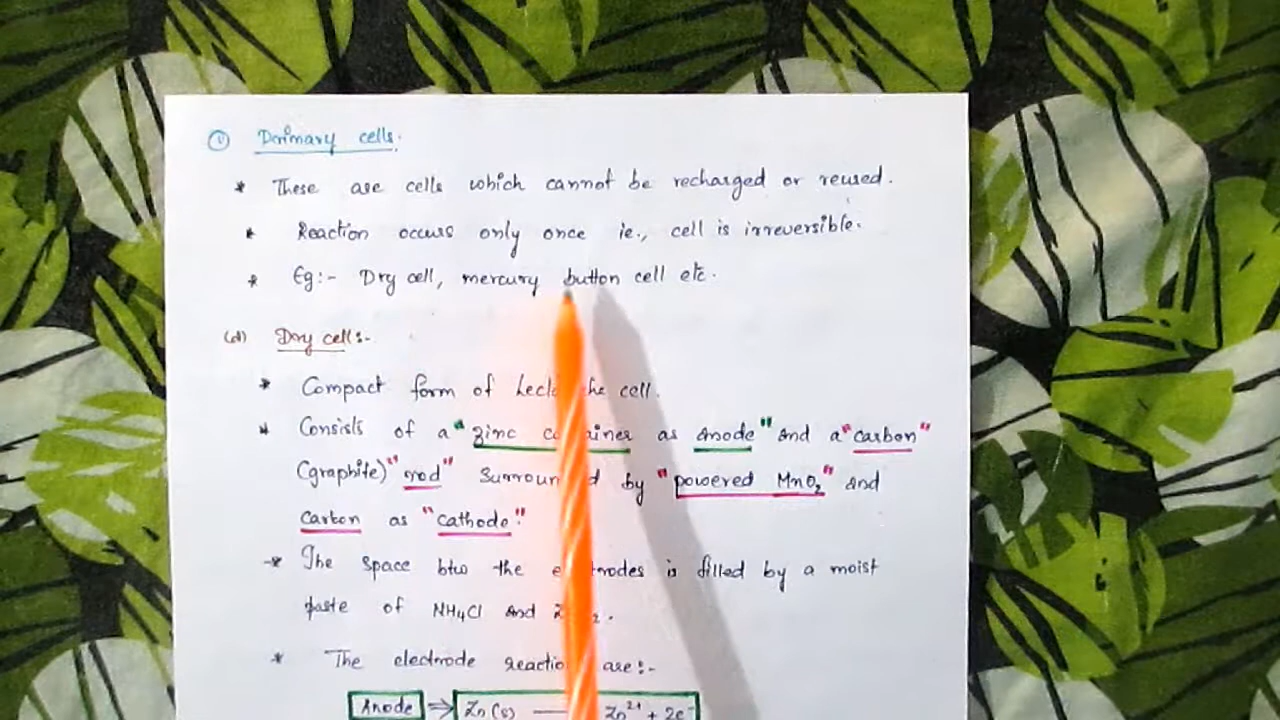 ① Primary cells.
* These are cells which cannot be recharged or reused.
* Reaction occurs only once ie., cell is irreversible.
* Eg:- Dry cell, mercury button cell etc.
(a) Dry cell:-
* Compact form of cell.
* Consists of a "zinc as anode" and a "carbon"
(graphite) "rod" by "powered MnO₂" and
Carbon as "cathode".
* The space btw the is filled by a moist
paste of NH₄Cl and
* The electrode are:-
Anode ⇒ Zn(s) Zn²⁺ + 2e⁻